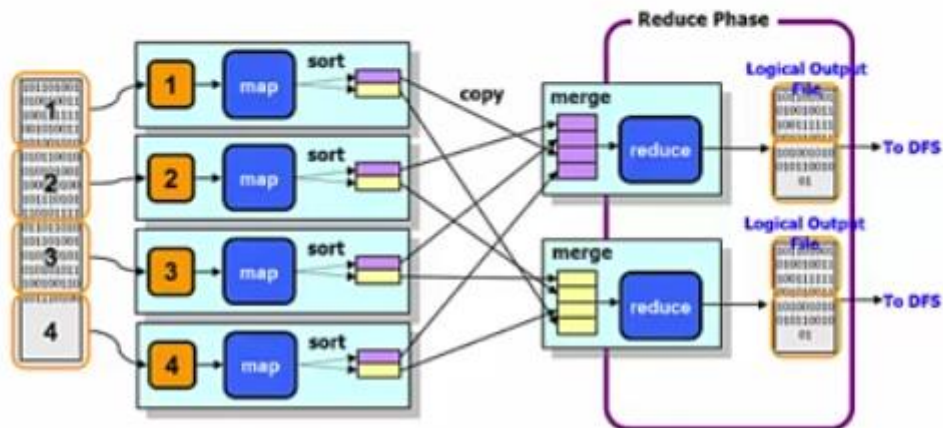 Reduce Phase
1
1
map
sort
copy
merge
reduce
Logical Output
File
To DFS
2
2
map
sort
3
3
map
sort
merge
reduce
Logical Output
File
To DFS
4
4
map
sort